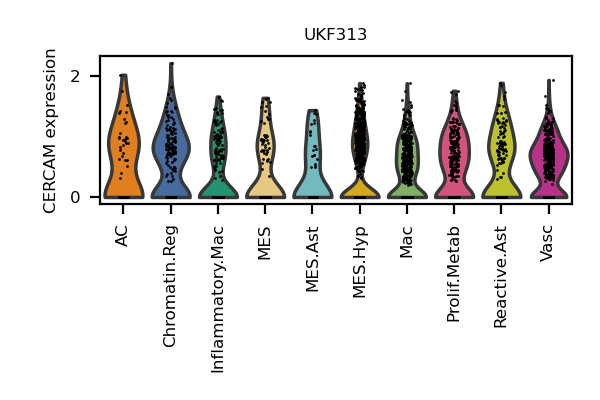 UKF313
CERCAM expression
2
0
AC
Chromatin.Reg
Inflammatory.Mac
MES
MES.Ast
MES.Hyp
Mac
Prolif.Metab
Reactive.Ast
Vasc